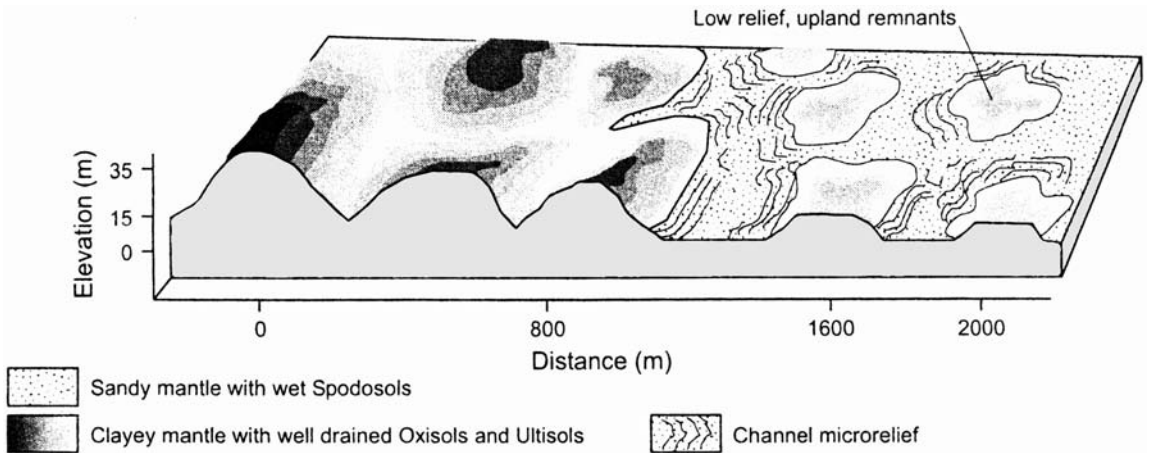 Low relief, upland remnants
Elevation (m)
35
15
0
0 800 1600 2000
Distance (m)
Sandy mantle with wet Spodosols
Clayey mantle with well drained Oxisols and Ultisols
Channel microrelief